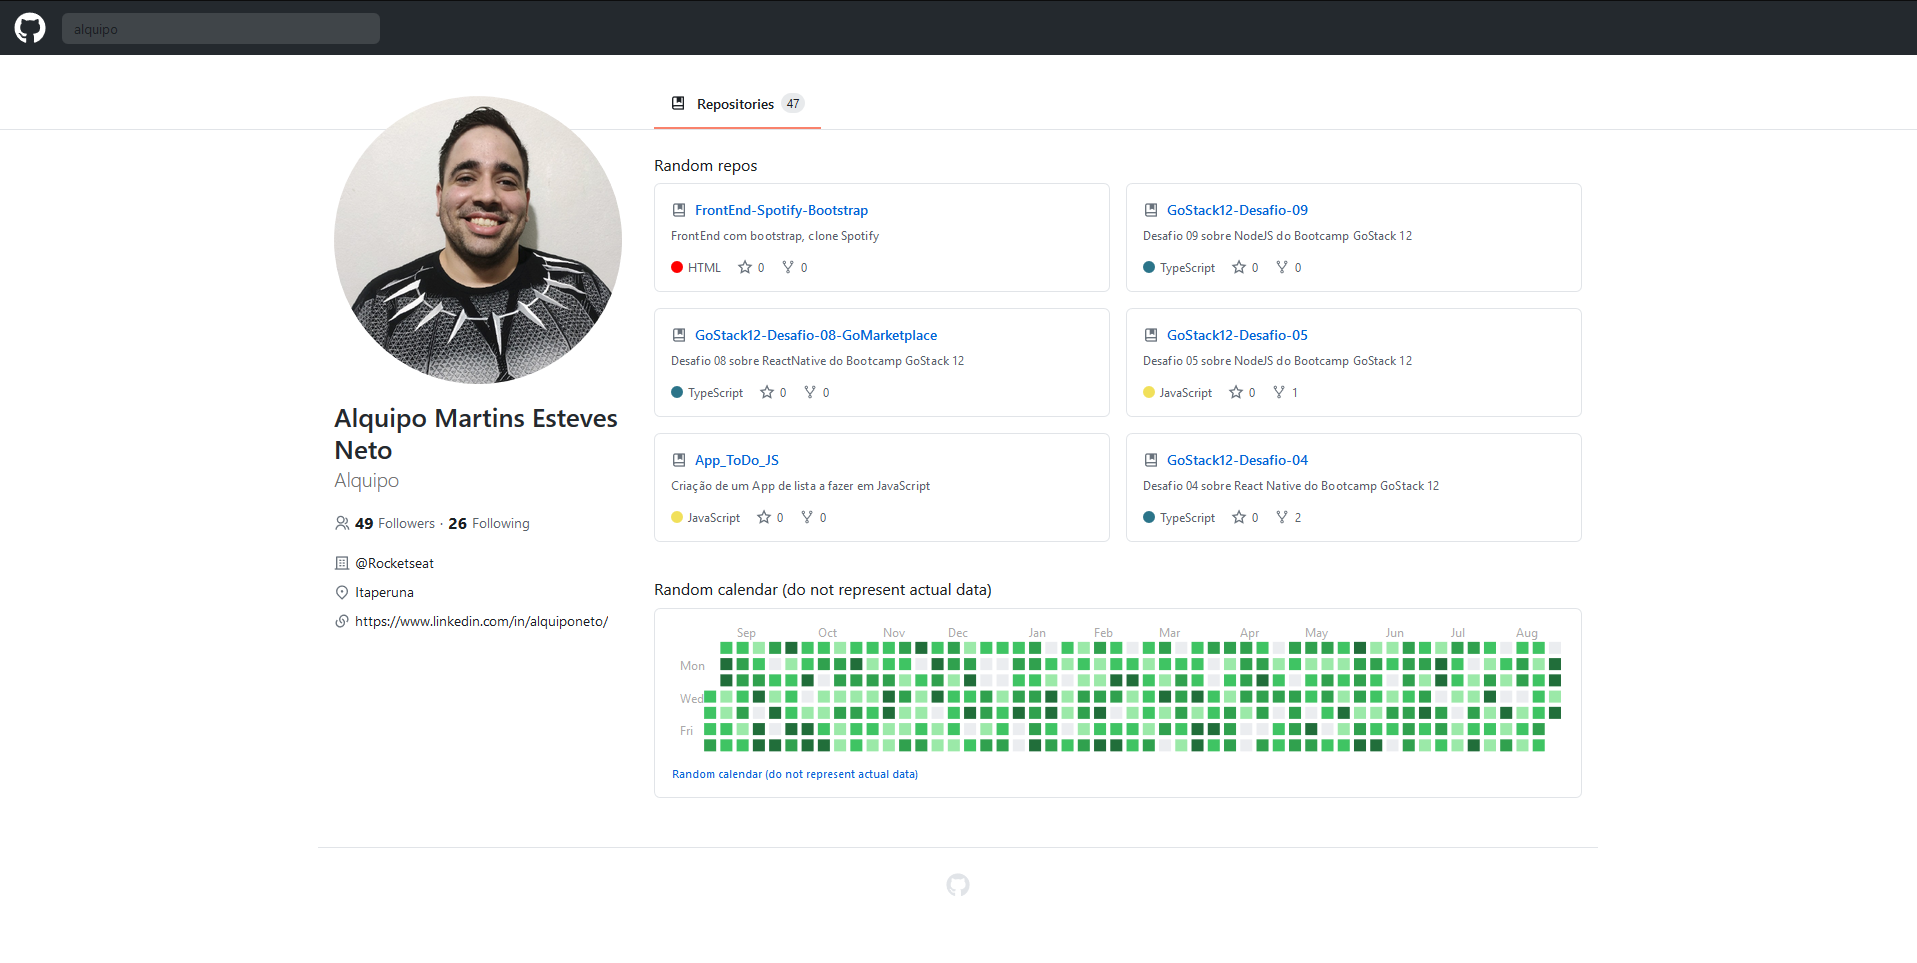 alquipo
Repositories 47
Alquipo Martins Esteves
Neto
Alquipo
49 Followers · 26 Following
@Rocketseat
Itaperuna
https://www.linkedin.com/in/alquiponeto/
Random repos
FrontEnd-Spotify-Bootstrap
FrontEnd com bootstrap, clone Spotify
HTML 0 0
GoStack12-Desafio-09
Desafio 09 sobre NodeJS do Bootcamp GoStack 12
TypeScript 0 0
GoStack12-Desafio-08-GoMarketplace
Desafio 08 sobre ReactNative do Bootcamp GoStack 12
TypeScript 0 0
GoStack12-Desafio-05
Desafio 05 sobre NodeJS do Bootcamp GoStack 12
JavaScript 0 1
App_ToDo_JS
Criação de um App de lista a fazer em JavaScript
JavaScript 0 0
GoStack12-Desafio-04
Desafio 04 sobre React Native do Bootcamp GoStack 12
TypeScript 0 2
Random calendar (do not represent actual data)
Sep Oct Nov Dec Jan Feb Mar Apr May Jun Jul Aug
Mon
Wed
Fri
Random calendar (do not represent actual data)